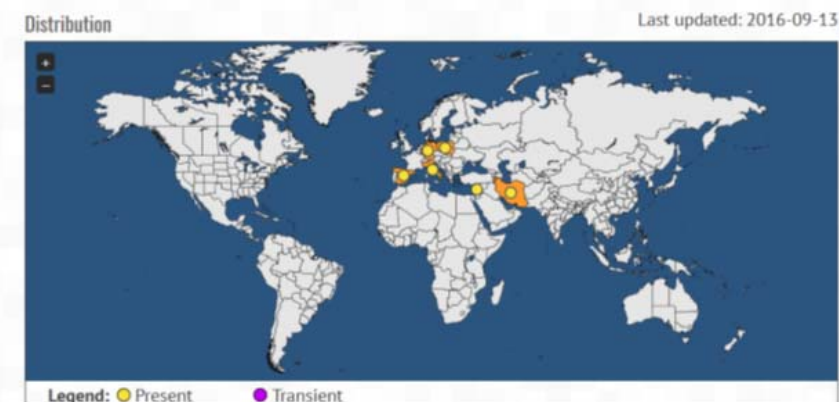 Distribution
Last updated: 2016-09-13
+
−
Legend: Present Transient